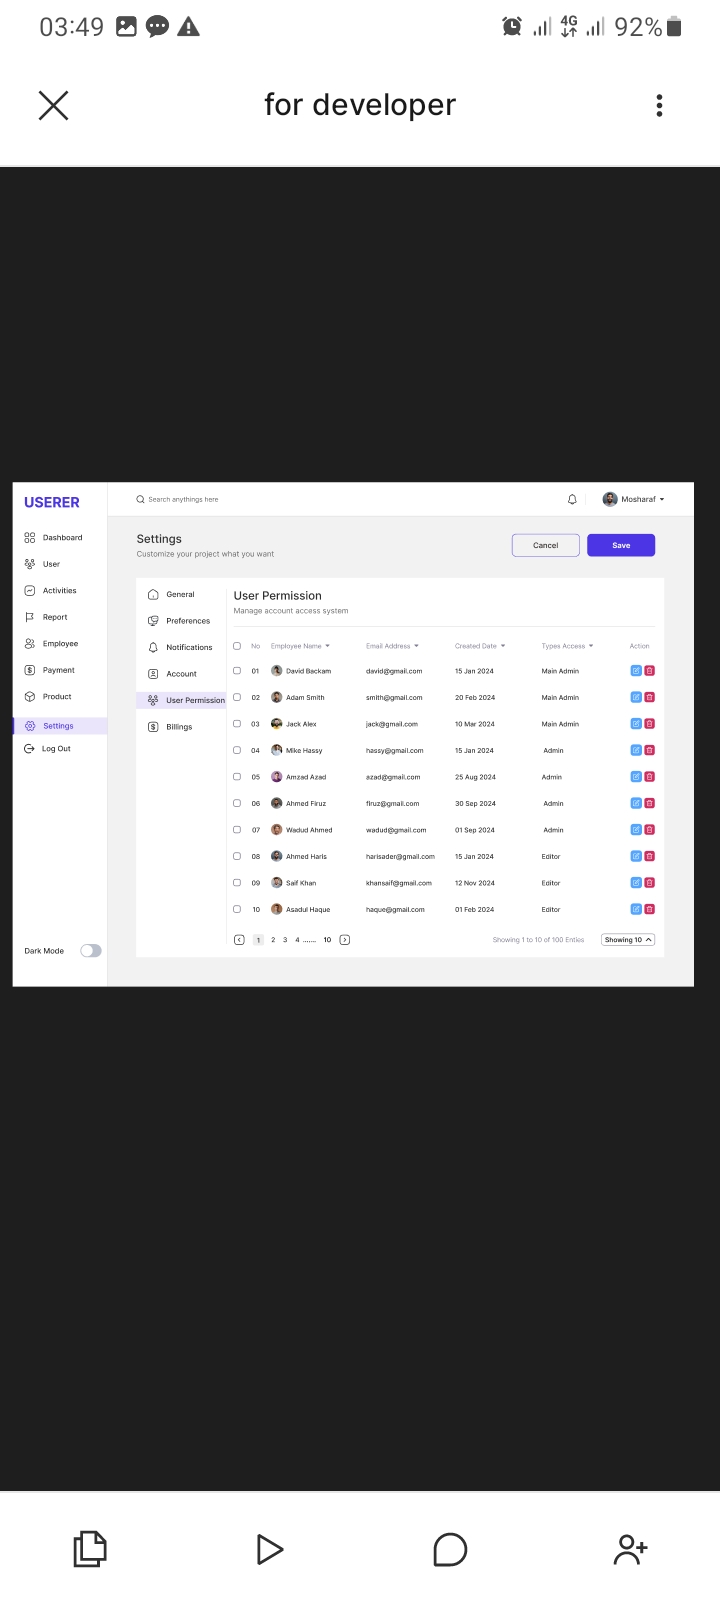 03:49 4G 92%
for developer
USERER
Search anythings here
Mosharaf
Dashboard
User
Activities
Report
Employee
Payment
Product
Settings
Log Out
Dark Mode
Settings
Customize your project what you want
Cancel
Save
General
Preferences
Notifications
Account
User Permission
Billings
User Permission
Manage account access system
No Employee Name Email Address Created Date Types Access Action
01 David Backam david@gmail.com 15 Jan 2024 Main Admin
02 Adam Smith smith@gmail.com 20 Feb 2024 Main Admin
03 Jack Alex jack@gmail.com 10 Mar 2024 Main Admin
04 Mike Hassy hassy@gmail.com 15 Jan 2024 Admin
05 Amzad Azad azad@gmail.com 25 Aug 2024 Admin
06 Ahmed Firuz firuz@gmail.com 30 Sep 2024 Admin
07 Wadud Ahmed wadud@gmail.com 01 Sep 2024 Admin
08 Ahmed Haris harisader@gmail.com 15 Jan 2024 Editor
09 Saif Khan khansaif@gmail.com 12 Nov 2024 Editor
10 Asadul Haque haque@gmail.com 01 Feb 2024 Editor
1 2 3 4 ...... 10
Showing 1 to 10 of 100 Enties
Showing 10